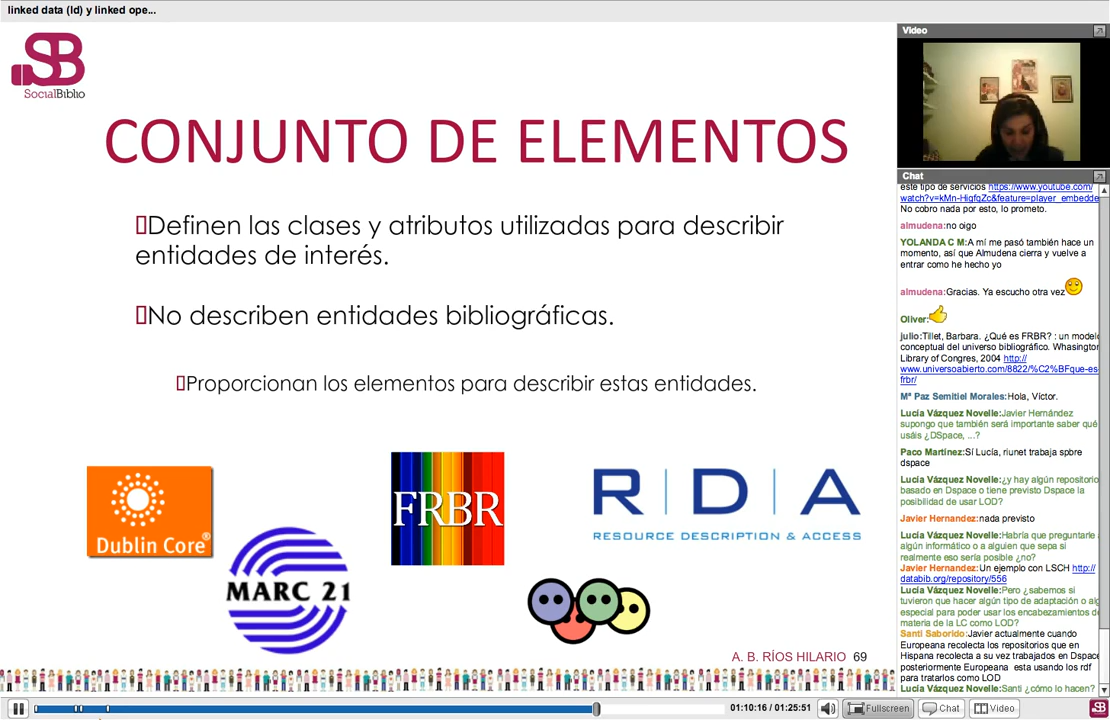 linked data (ld) y linked ope...
SB
SocialBiblio
CONJUNTO DE ELEMENTOS
Definen las clases y atributos utilizadas para describir
entidades de interés.
No describen entidades bibliográficas.
Proporcionan los elementos para describir estas entidades.
Dublin Core®
MARC 21
FRBR
R|D|A
RESOURCE DESCRIPTION & ACCESS
A. B. RÍOS HILARIO 69
Video
Chat
este tipo de servicios https://www.youtube.com/
watch?v=kMn-HigfqZc&feature=player_embedde
No cobro nada por esto, lo prometo.
almudena:no oigo
YOLANDA C M:A mí me pasó también hace un
momento, así que Almudena cierra y vuelve a
entrar como he hecho yo
almudena:Gracias. Ya escucho otra vez
Oliver:
julio:Tillet, Barbara. ¿Qué es FRBR? : un modelo
conceptual del universo bibliográfico. Whasington
Library of Congres, 2004 http://
www.universoabierto.com/8822/%C2%BFque-es-
frbr/
Mª Paz Semitiel Morales:Hola, Víctor.
Lucía Vázquez Novelle:Javier Hernández
supongo que también será importante saber qué
usáis ¿DSpace, ...?
Paco Martínez:Sí Lucía, riunet trabaja spbre
dspace
Lucía Vázquez Novelle:¿y hay algún repositorio
basado en Dspace o tiene previsto Dspace la
posibilidad de usar LOD?
Javier Hernandez:nada previsto
Lucía Vázquez Novelle:Habría que preguntarle
algún informático o a alguien que sepa si
realmente eso sería posible ¿no?
Javier Hernandez:Un ejemplo con LSCH http://
databib.org/repository/556
Lucía Vázquez Novelle:Pero ¿sabemos si
tuvieron que hacer algún tipo de adaptación o alg
especial para poder usar los encabezamientos de
materia de la LC como LOD?
Santi Saborido:Javier actualmente cuando
Europeana recolecta los repositorios que en
Hispana recolecta a su vez trabajados en Dspace
posteriormente Europeana esta usando los rdf
para tratarlos como LOD
Lucía Vázquez Novelle:Santi ¿cómo lo hacen?
01:10:16 / 01:25:51
Fullscreen
Chat
Video
SB